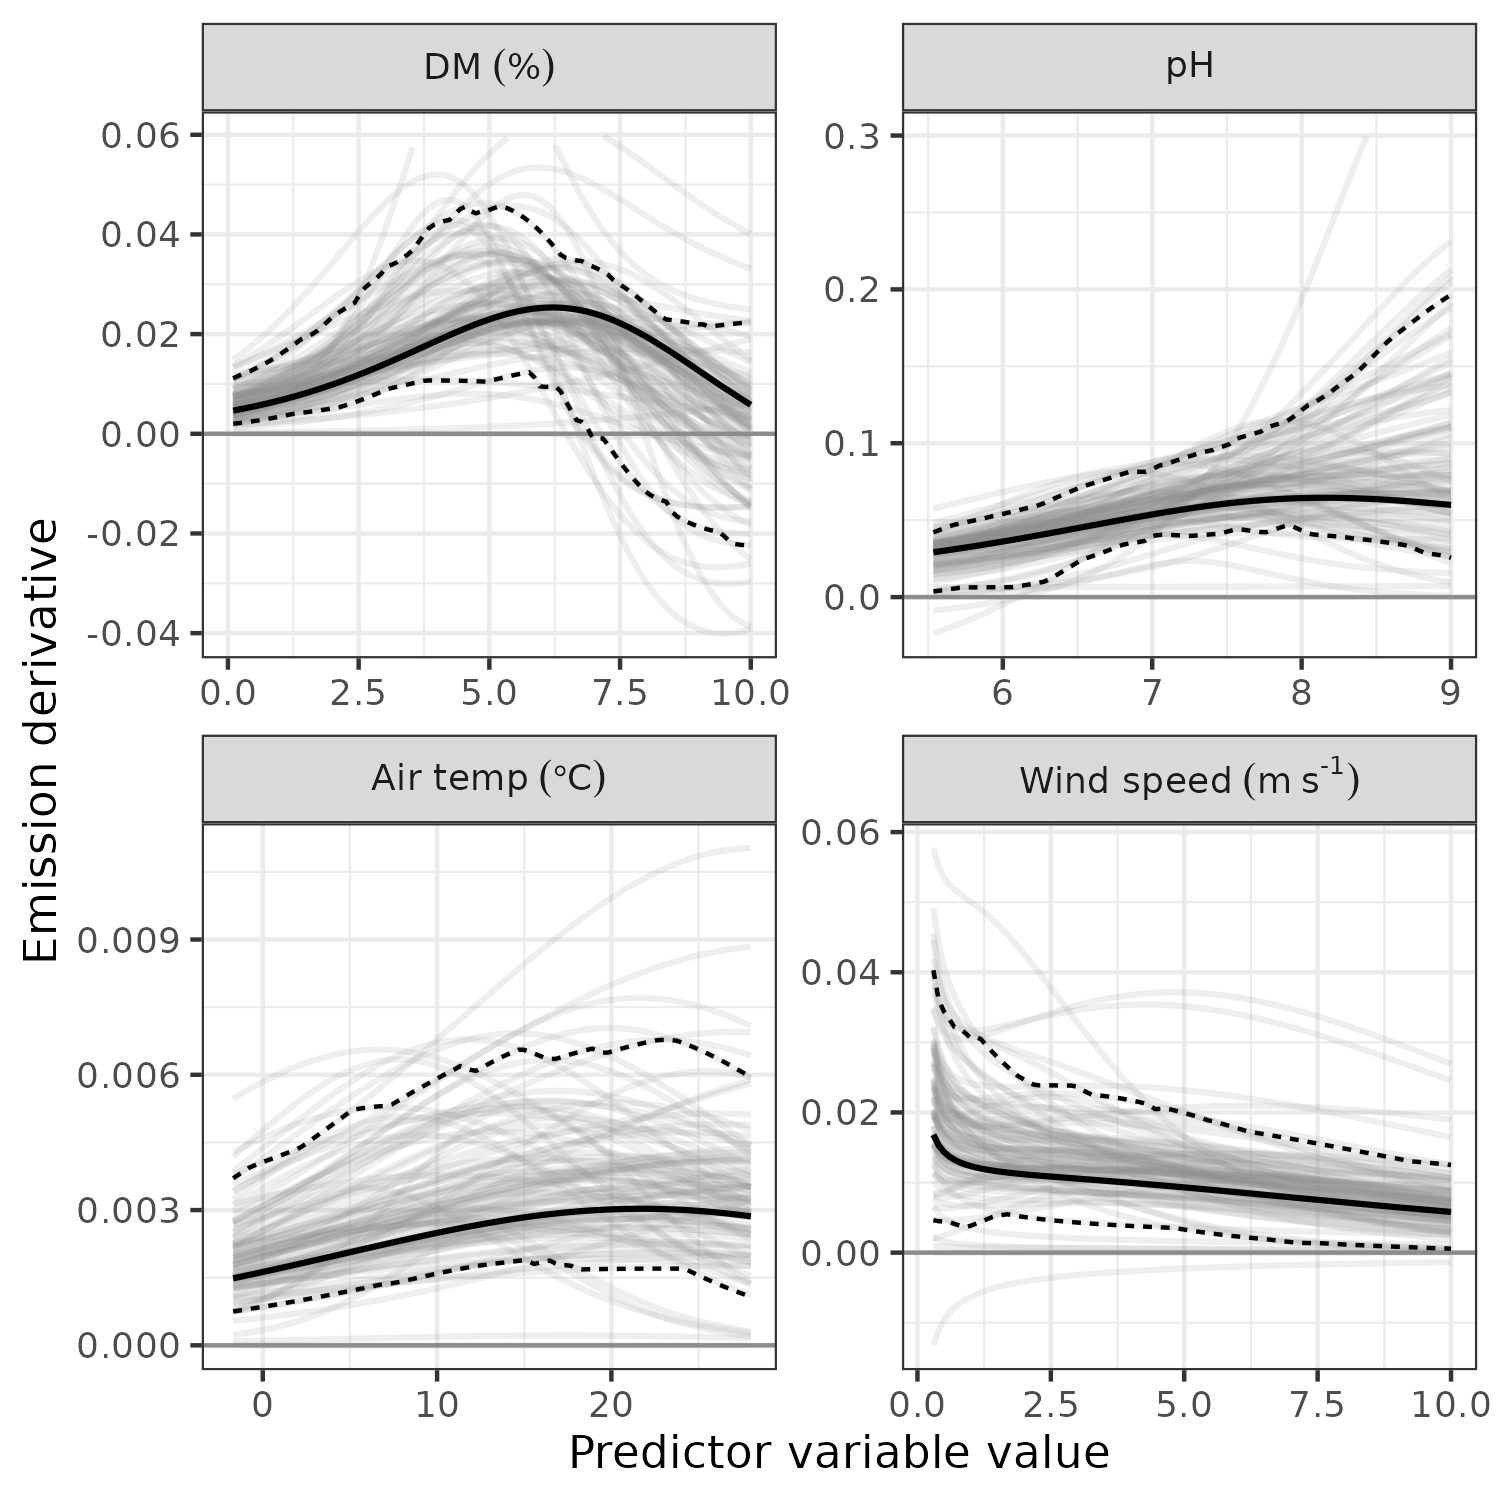 DM (%)
pH
0.06
0.04
0.02
0.00
-0.02
-0.04
0.3
0.2
0.1
0.0
0.0 2.5 5.0 7.5 10.0
6 7 8 9
Emission derivative
Air temp (°C)
Wind speed (m s-1)
0.009
0.006
0.003
0.000
0.06
0.04
0.02
0.00
0 10 20
0.0 2.5 5.0 7.5 10.0
Predictor variable value